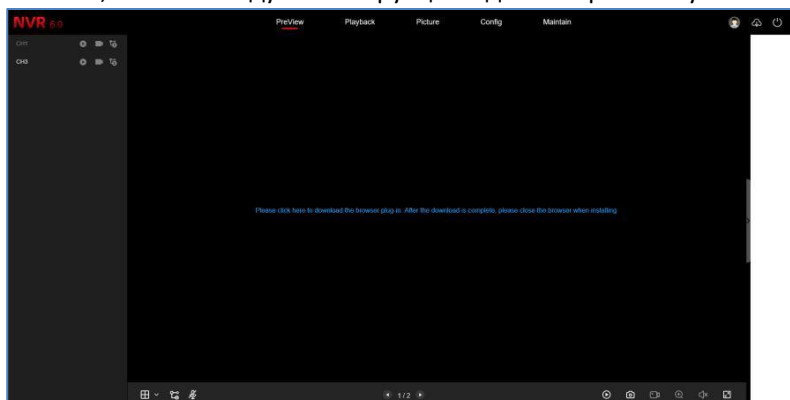 NVR 6.0 PreView Playback Picture Config Maintain
CH1
CH3
Please click here to download the browser plug-in. After the download is complete, please close the browser when installing
1/2